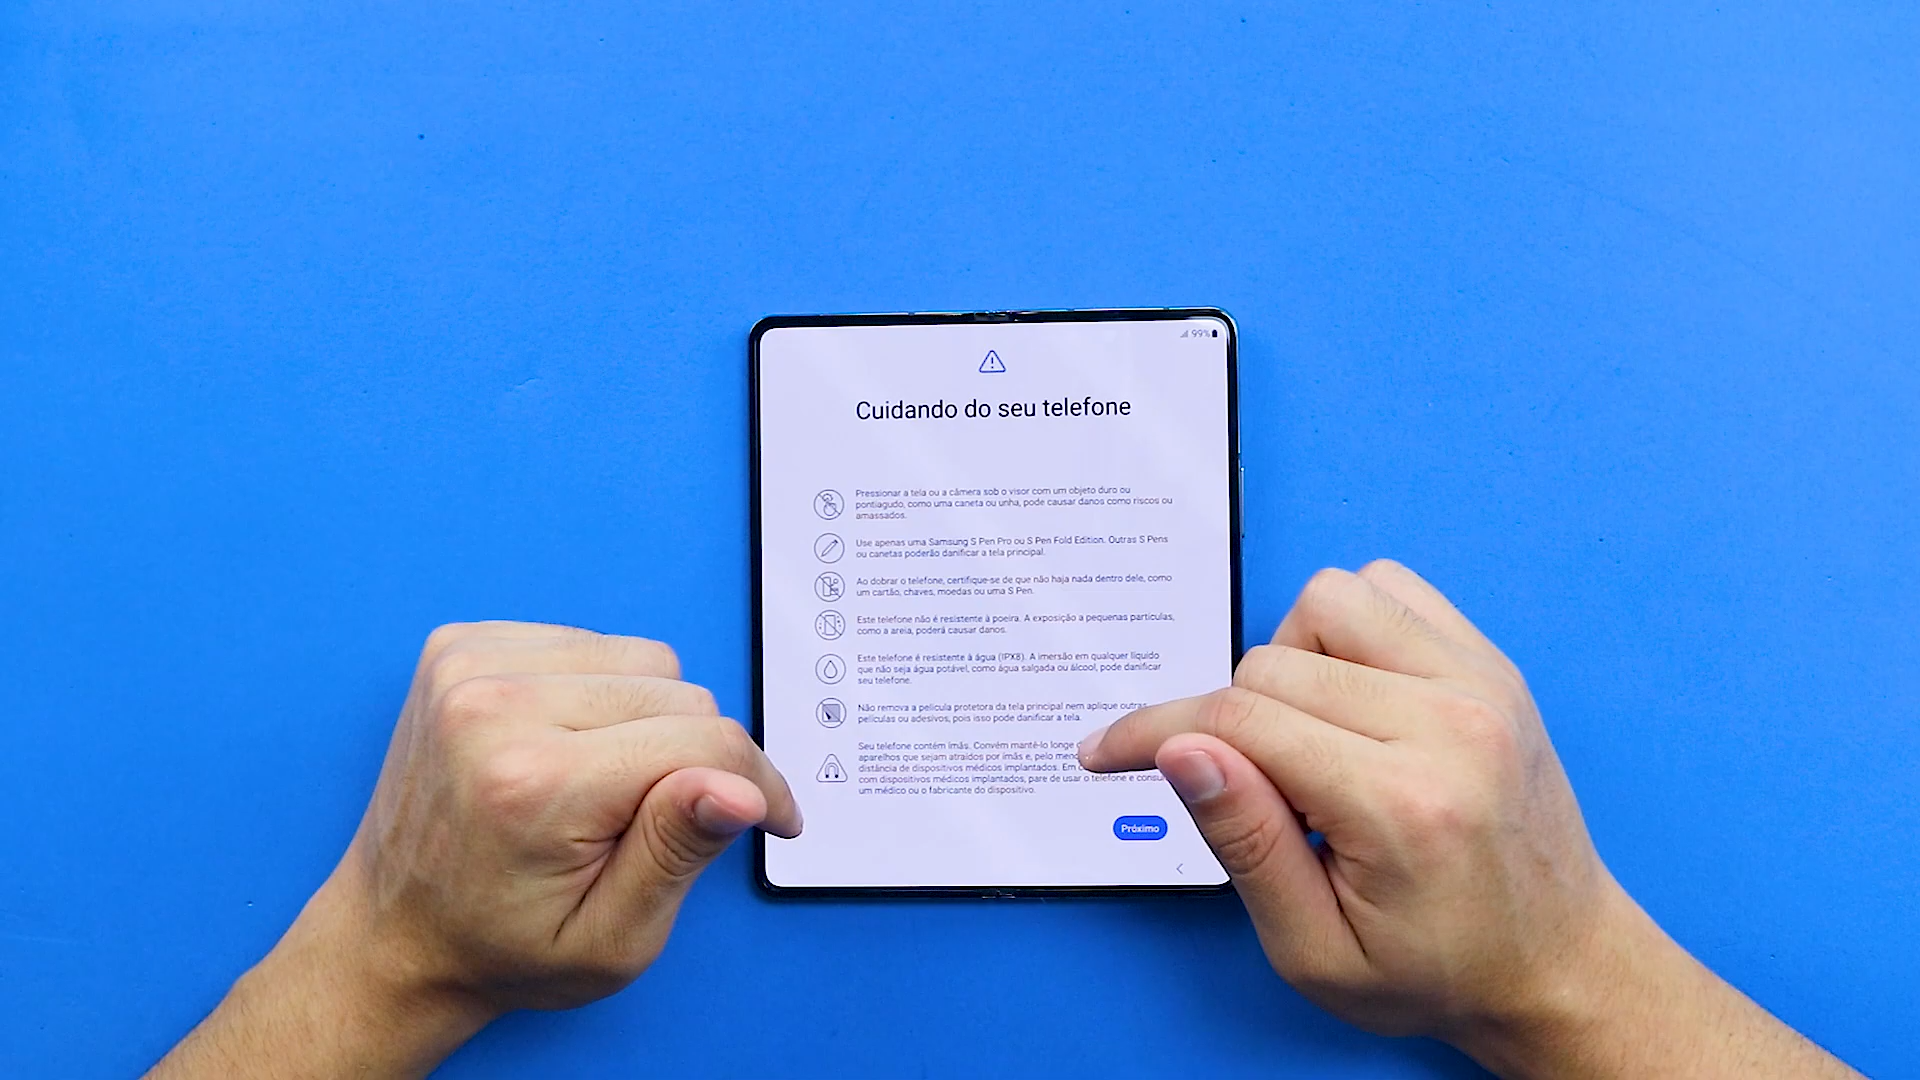 99%
Cuidando do seu telefone
Pressionar a tela ou a câmera sob o visor com um objeto duro ou
pontiagudo, como uma caneta ou unha, pode causar danos como riscos ou
amassados.
Use apenas uma Samsung S Pen Pro ou S Pen Fold Edition. Outras S Pens
ou canetas poderão danificar a tela principal.
Ao dobrar o telefone, certifique-se de que não haja nada dentro dele, como
um cartão, chaves, moedas ou uma S Pen.
Este telefone não é resistente à poeira. A exposição a pequenas partículas,
como a areia, poderá causar danos.
Este telefone é resistente à água (IPX8). A imersão em qualquer líquido
que não seja água potável, como água salgada ou álcool, pode danificar
seu telefone.
Não remova a película protetora da tela principal nem aplique outras
películas ou adesivos, pois isso pode danificar a tela.
Seu telefone contém ímãs. Convém mantê-lo longe
aparelhos que sejam atraídos por ímãs e, pelo
distância de dispositivos médicos implantados. Em
com dispositivos médicos implantados, pare de usar o telefone e
um médico ou o fabricante do dispositivo.
Próximo